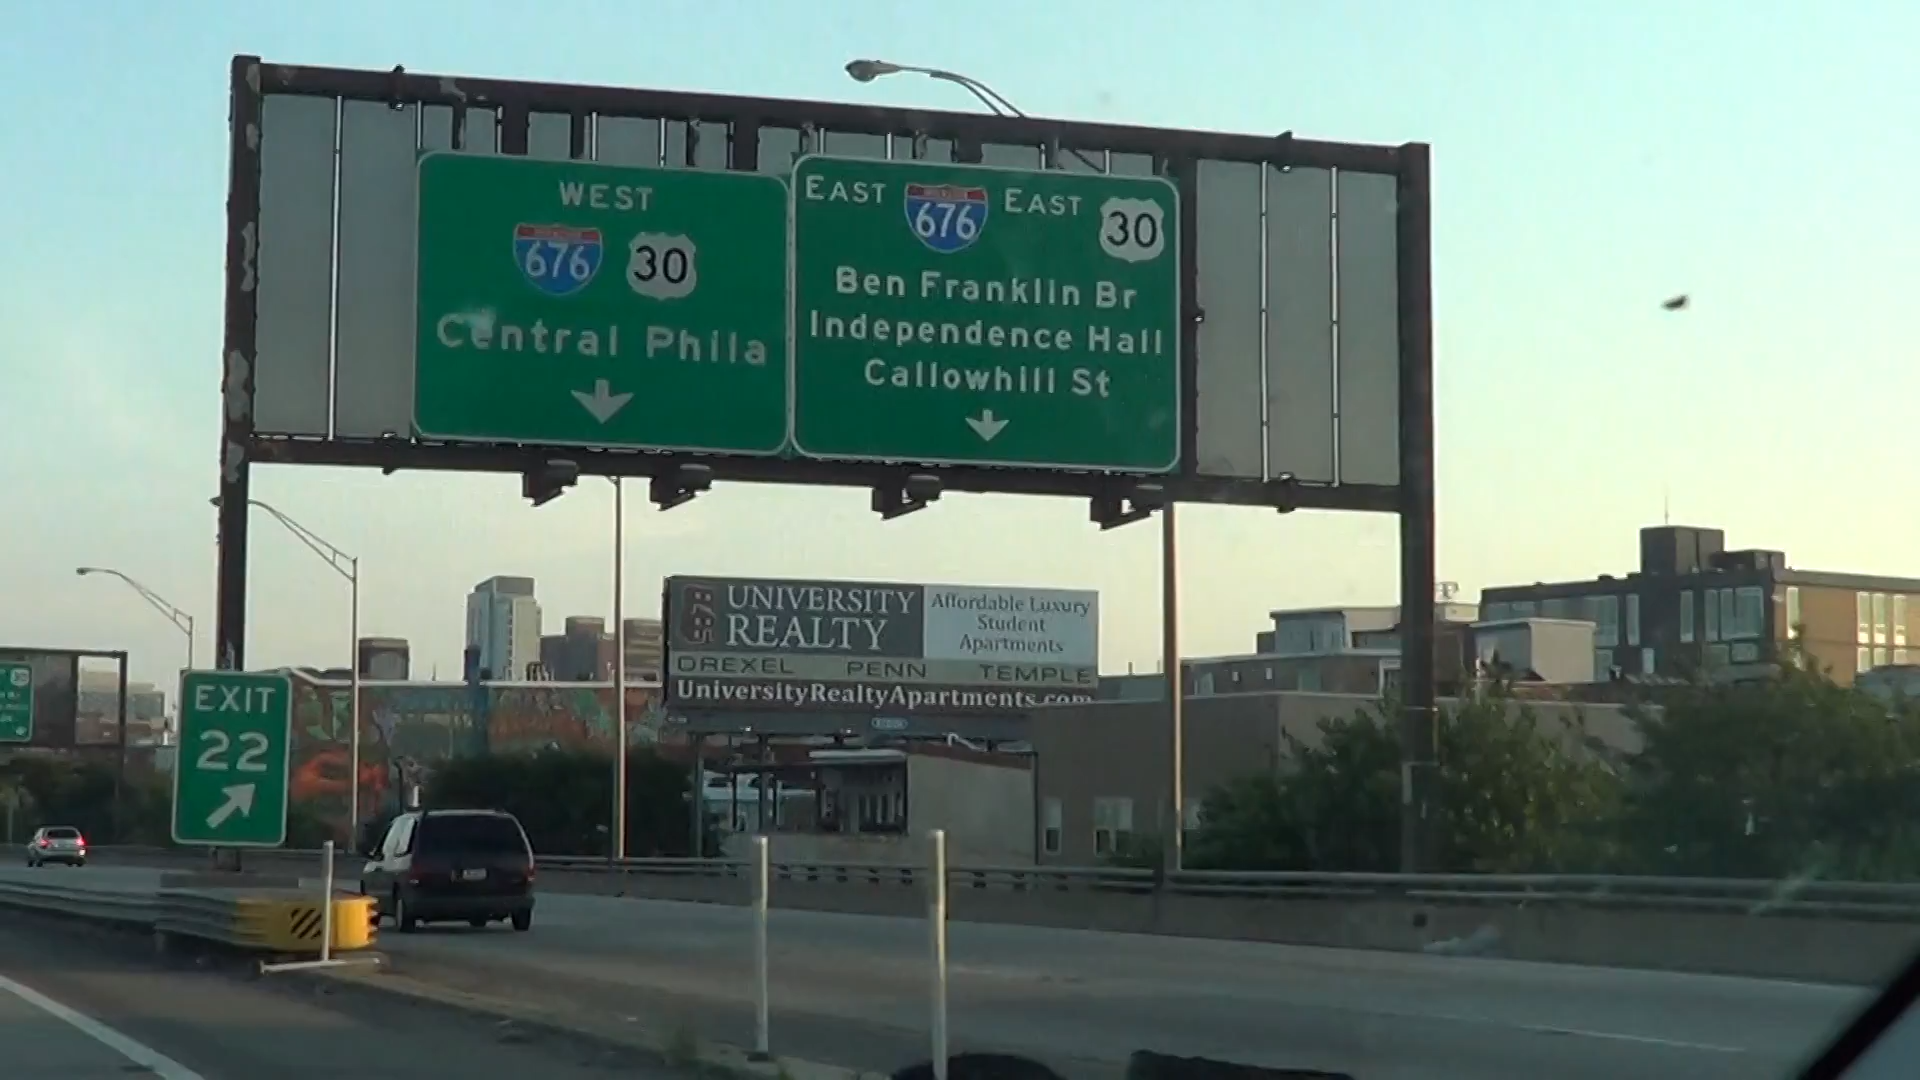 WEST
676 30
Central Phila
EAST 676 EAST 30
Ben Franklin Br
Independence Hall
Callowhill St
UNIVERSITY
REALTY
Affordable Luxury
Student
Apartments
DREXEL PENN TEMPLE
UniversityRealtyApartments.com
EXIT
22
30